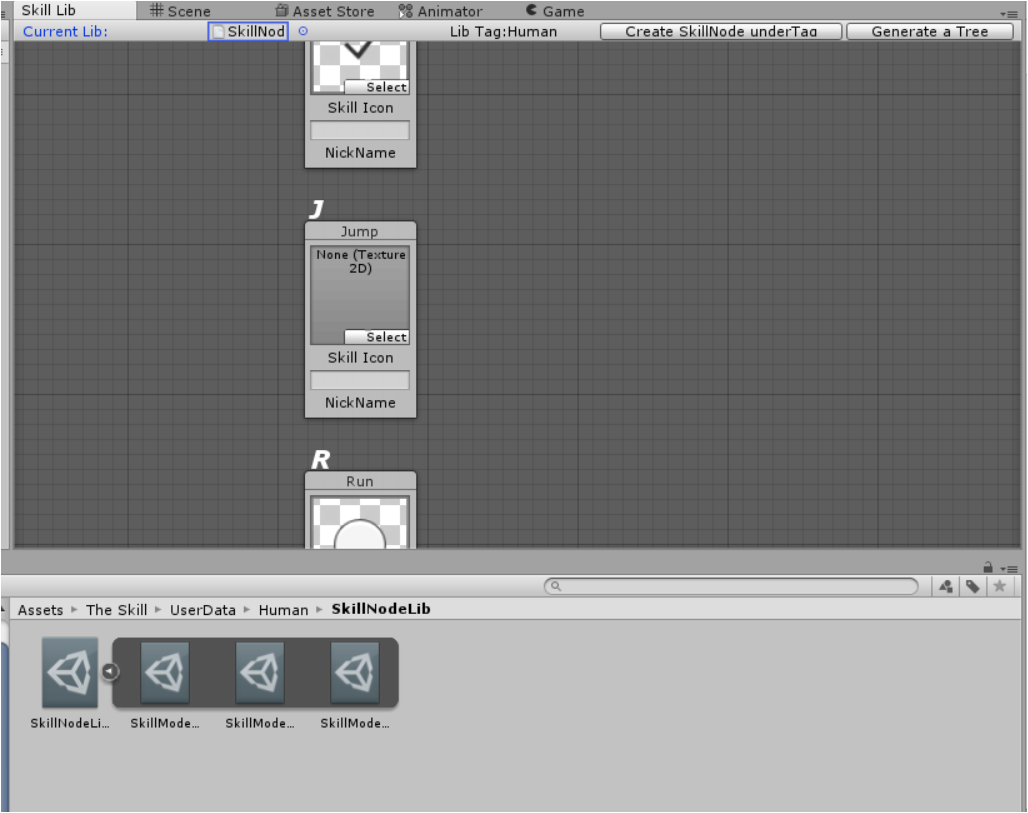 Skill Lib
Scene
Asset Store
Animator
Game
Current Lib:
SkillNod
Lib Tag:Human
Create SkillNode underTag
Generate a Tree
Select
Skill Icon
NickName
J
Jump
None (Texture
2D)
Select
Skill Icon
NickName
R
Run
Assets ▸ The Skill ▸ UserData ▸ Human ▸ SkillNodeLib
SkillNodeLi...
SkillMode...
SkillMode...
SkillMode...